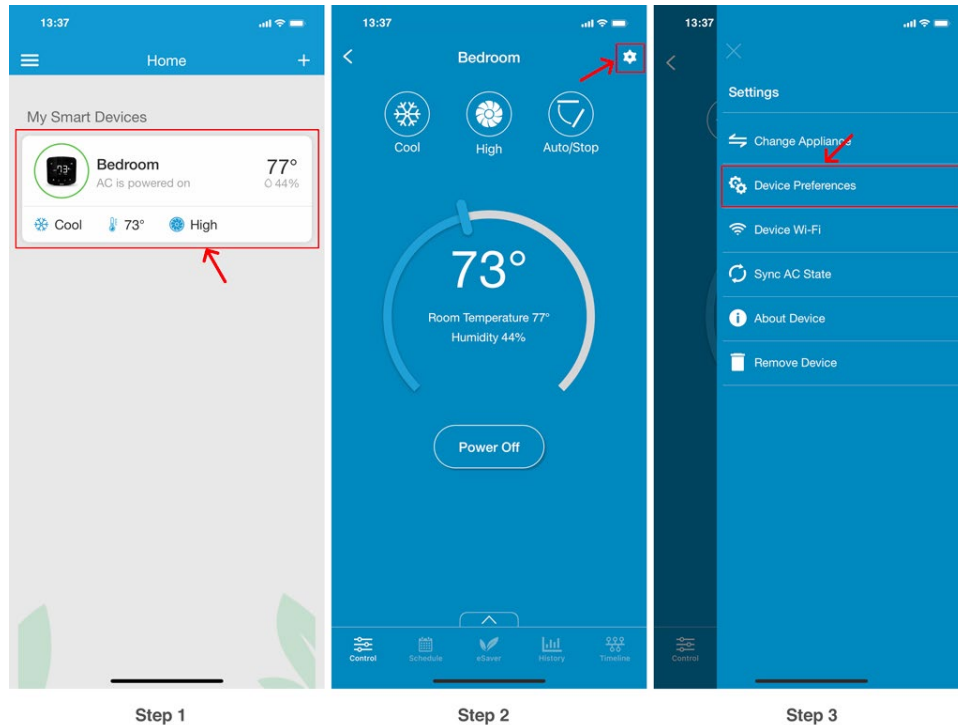 13:37
Home
My Smart Devices
-73-
Bedroom
AC is powered on
77°
44%
Cool
73°
High
Step 1
13:37
Bedroom
Cool
High
Auto/Stop
73°
Room Temperature 77°
Humidity 44%
Power Off
Control
Schedule
eSaver
History
Timeline
Step 2
13:37
Settings
Change Appliance
Device Preferences
Device Wi-Fi
Sync AC State
About Device
Remove Device
Control
Step 3